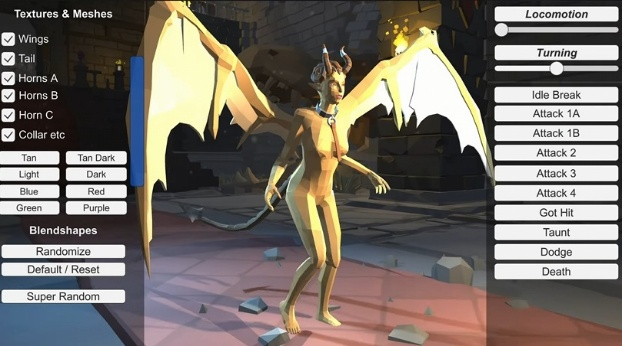 Textures & Meshes
Wings
Tail
Horns A
Horns B
Horn C
Collar etc
Tan Tan Dark
Light Dark
Blue Red
Green Purple
Blendshapes
Randomize
Default / Reset
Super Random
Locomotion
Turning
Idle Break
Attack 1A
Attack 1B
Attack 2
Attack 3
Attack 4
Got Hit
Taunt
Dodge
Death